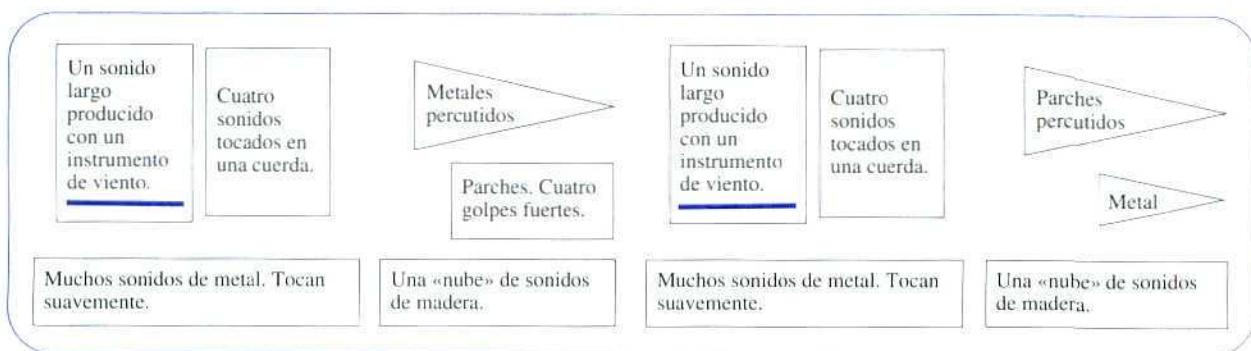 Un sonido
largo
producido
con un
instrumento
de viento.
Cuatro
sonidos
tocados en
una cuerda.
Metales
percutidos
Parches. Cuatro
golpes fuertes.
Un sonido
largo
producido
con un
instrumento
de viento.
Cuatro
sonidos
tocados en
una cuerda.
Parches
percutidos
Metal
Muchos sonidos de metal. Tocan
suavemente.
Una «nube» de sonidos
de madera.
Muchos sonidos de metal. Tocan
suavemente.
Una «nube» de sonidos
de madera.